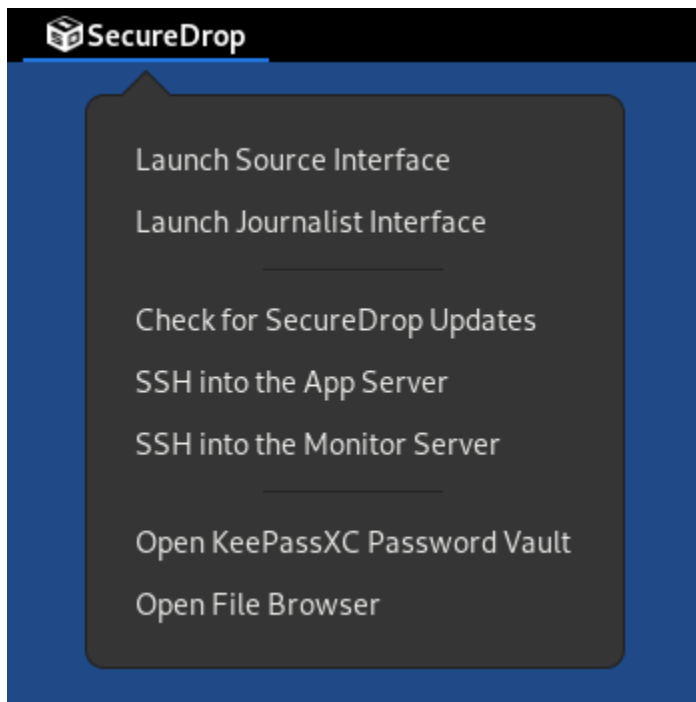 SecureDrop
Launch Source Interface
Launch Journalist Interface
Check for SecureDrop Updates
SSH into the App Server
SSH into the Monitor Server
Open KeePassXC Password Vault
Open File Browser